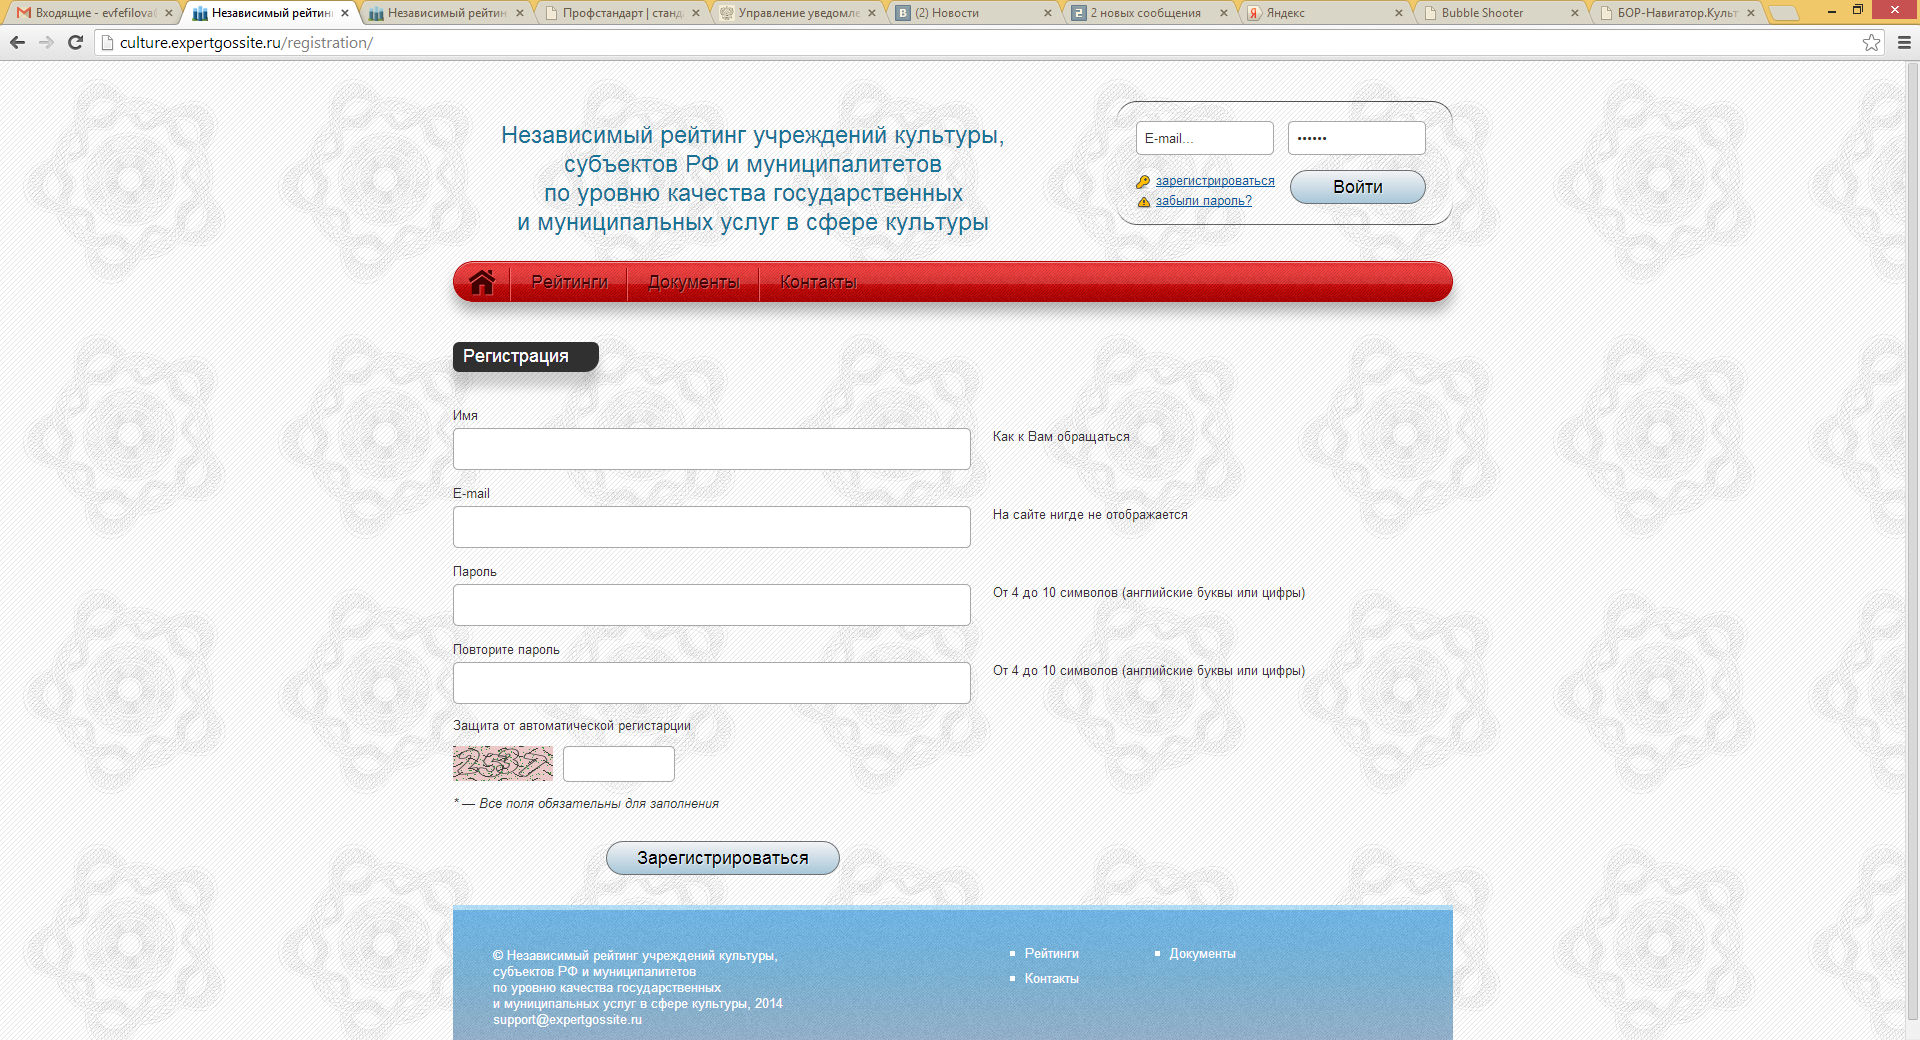 Входящие - evfefilova@
Независимый рейтин
Независимый рейтин
Профстандарт | станд
Управление уведомле
(2) Новости
2 новых сообщения
Яндекс
Bubble Shooter
БОР-Навигатор.Культ
culture.expertgossite.ru/registration/
Независимый рейтинг учреждений культуры,
субъектов РФ и муниципалитетов
по уровню качества государственных
и муниципальных услуг в сфере культуры
E-mail...
••••••
зарегистрироваться
Войти
забыли пароль?
Рейтинги
Документы
Контакты
Регистрация
Имя
Как к Вам обращаться
E-mail
На сайте нигде не отображается
Пароль
От 4 до 10 символов (английские буквы или цифры)
Повторите пароль
От 4 до 10 символов (английские буквы или цифры)
Защита от автоматической регистарции
* — Все поля обязательны для заполнения
Зарегистрироваться
© Независимый рейтинг учреждений культуры,
субъектов РФ и муниципалитетов
по уровню качества государственных
и муниципальных услуг в сфере культуры, 2014
support@expertgossite.ru
Рейтинги
Документы
Контакты